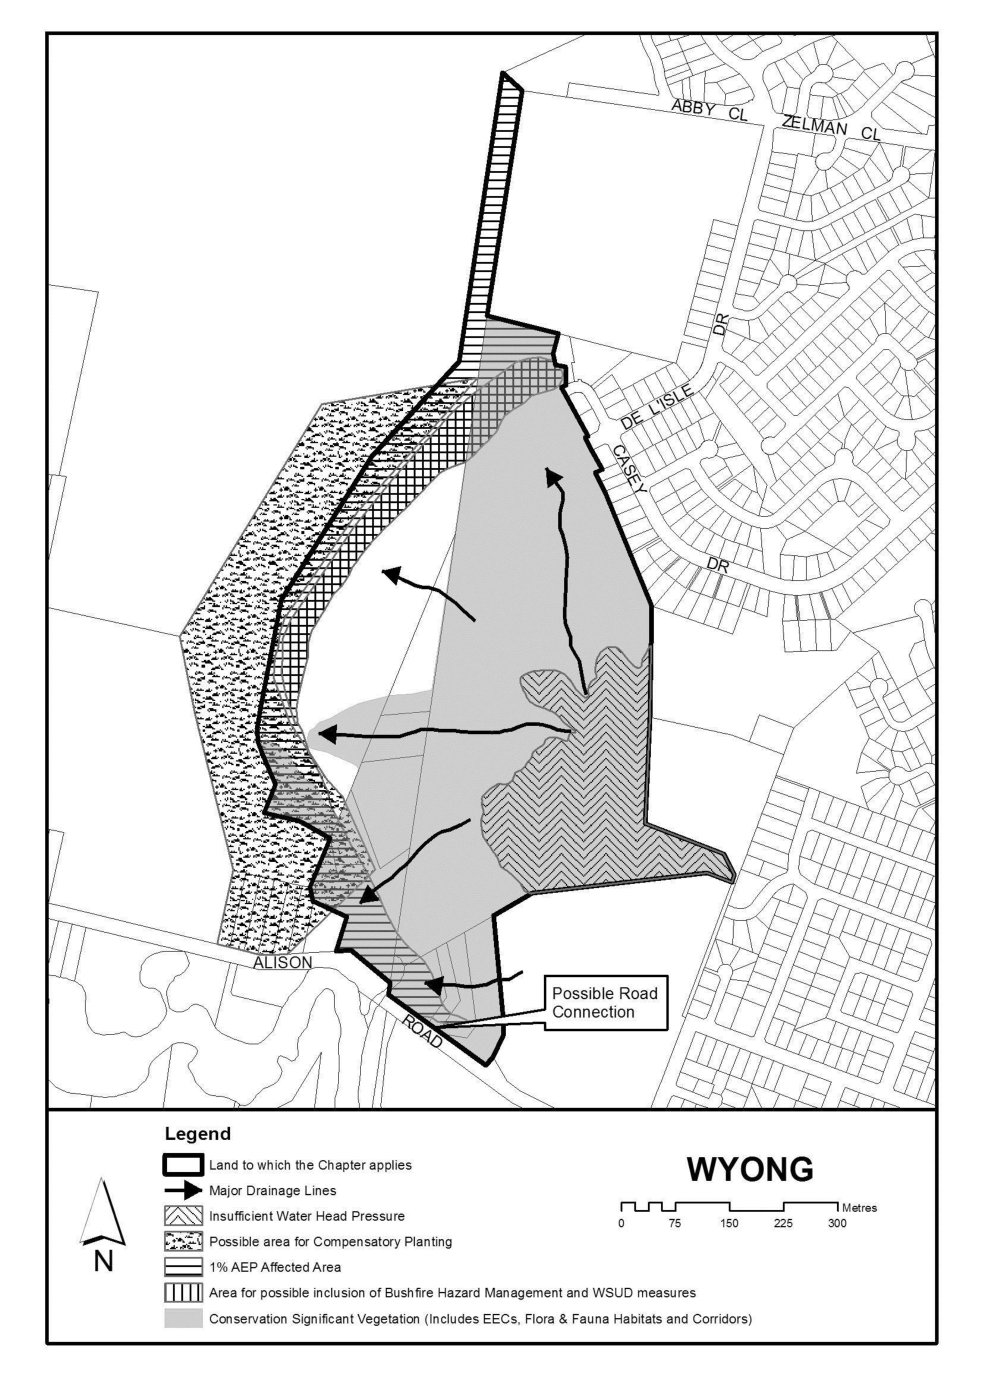 ABBY CL
ZELMAN CL
DR
DE L'ISLE
CASEY
DR
ALISON
ROAD
Possible Road
Connection
Legend
Land to which the Chapter applies
Major Drainage Lines
Insufficient Water Head Pressure
Possible area for Compensatory Planting
1% AEP Affected Area
Area for possible inclusion of Bushfire Hazard Management and WSUD measures
Conservation Significant Vegetation (Includes EECs, Flora & Fauna Habitats and Corridors)
N
WYONG
Metres
0 75 150 225 300